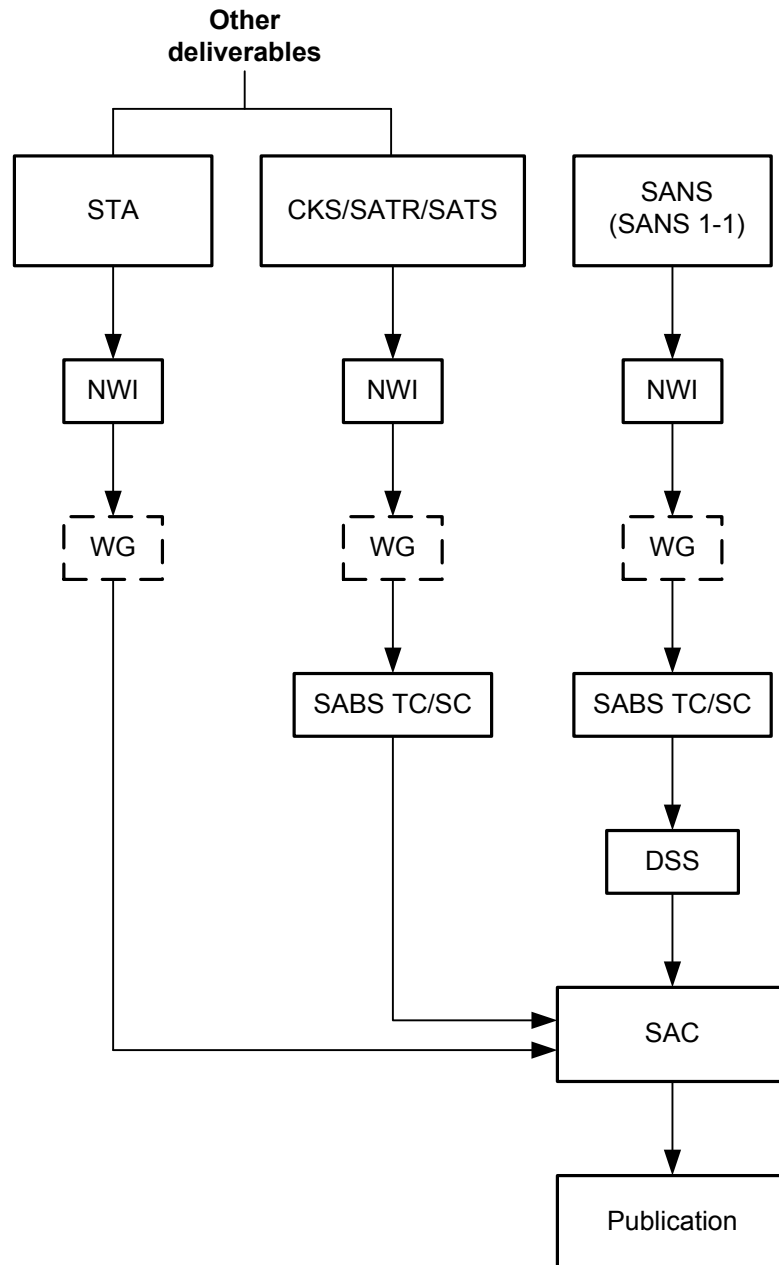 Other
deliverables
STA
CKS/SATR/SATS
SANS
(SANS 1-1)
NWI
NWI
NWI
WG
WG
WG
SABS TC/SC
SABS TC/SC
DSS
SAC
Publication